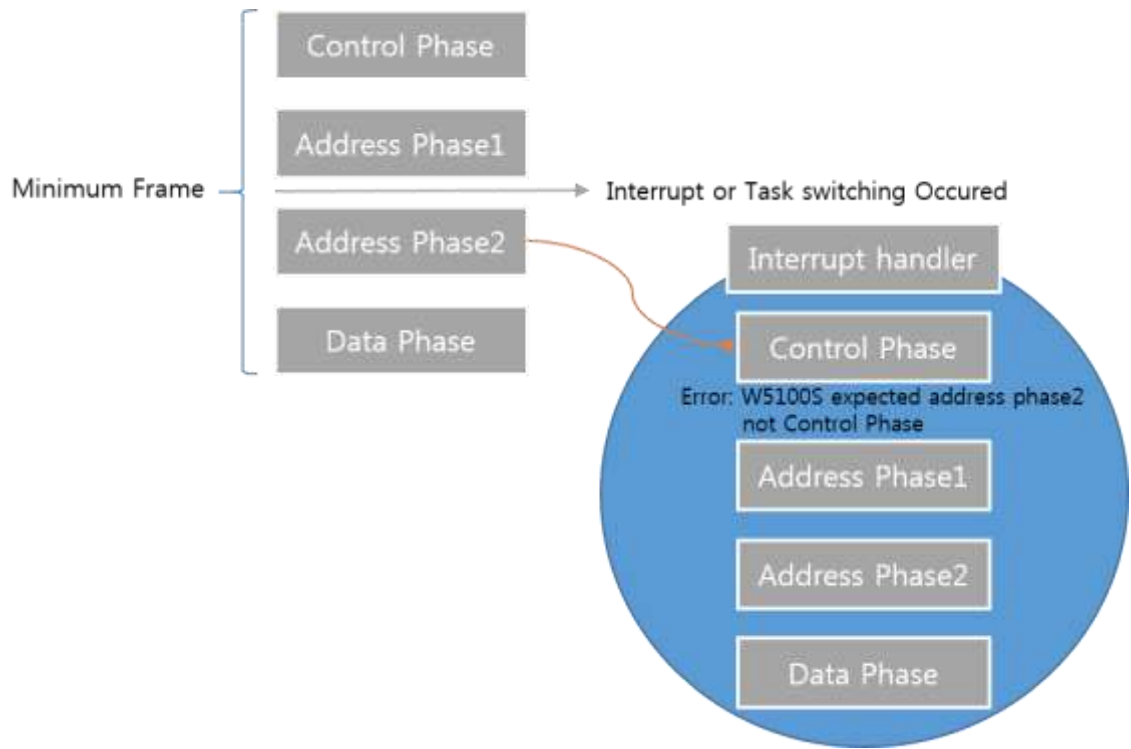 Control Phase
Address Phase1
Minimum Frame
Interrupt or Task switching Occured
Address Phase2
Interrupt handler
Data Phase
Control Phase
Error: W5100S expected address phase2
not Control Phase
Address Phase1
Address Phase2
Data Phase